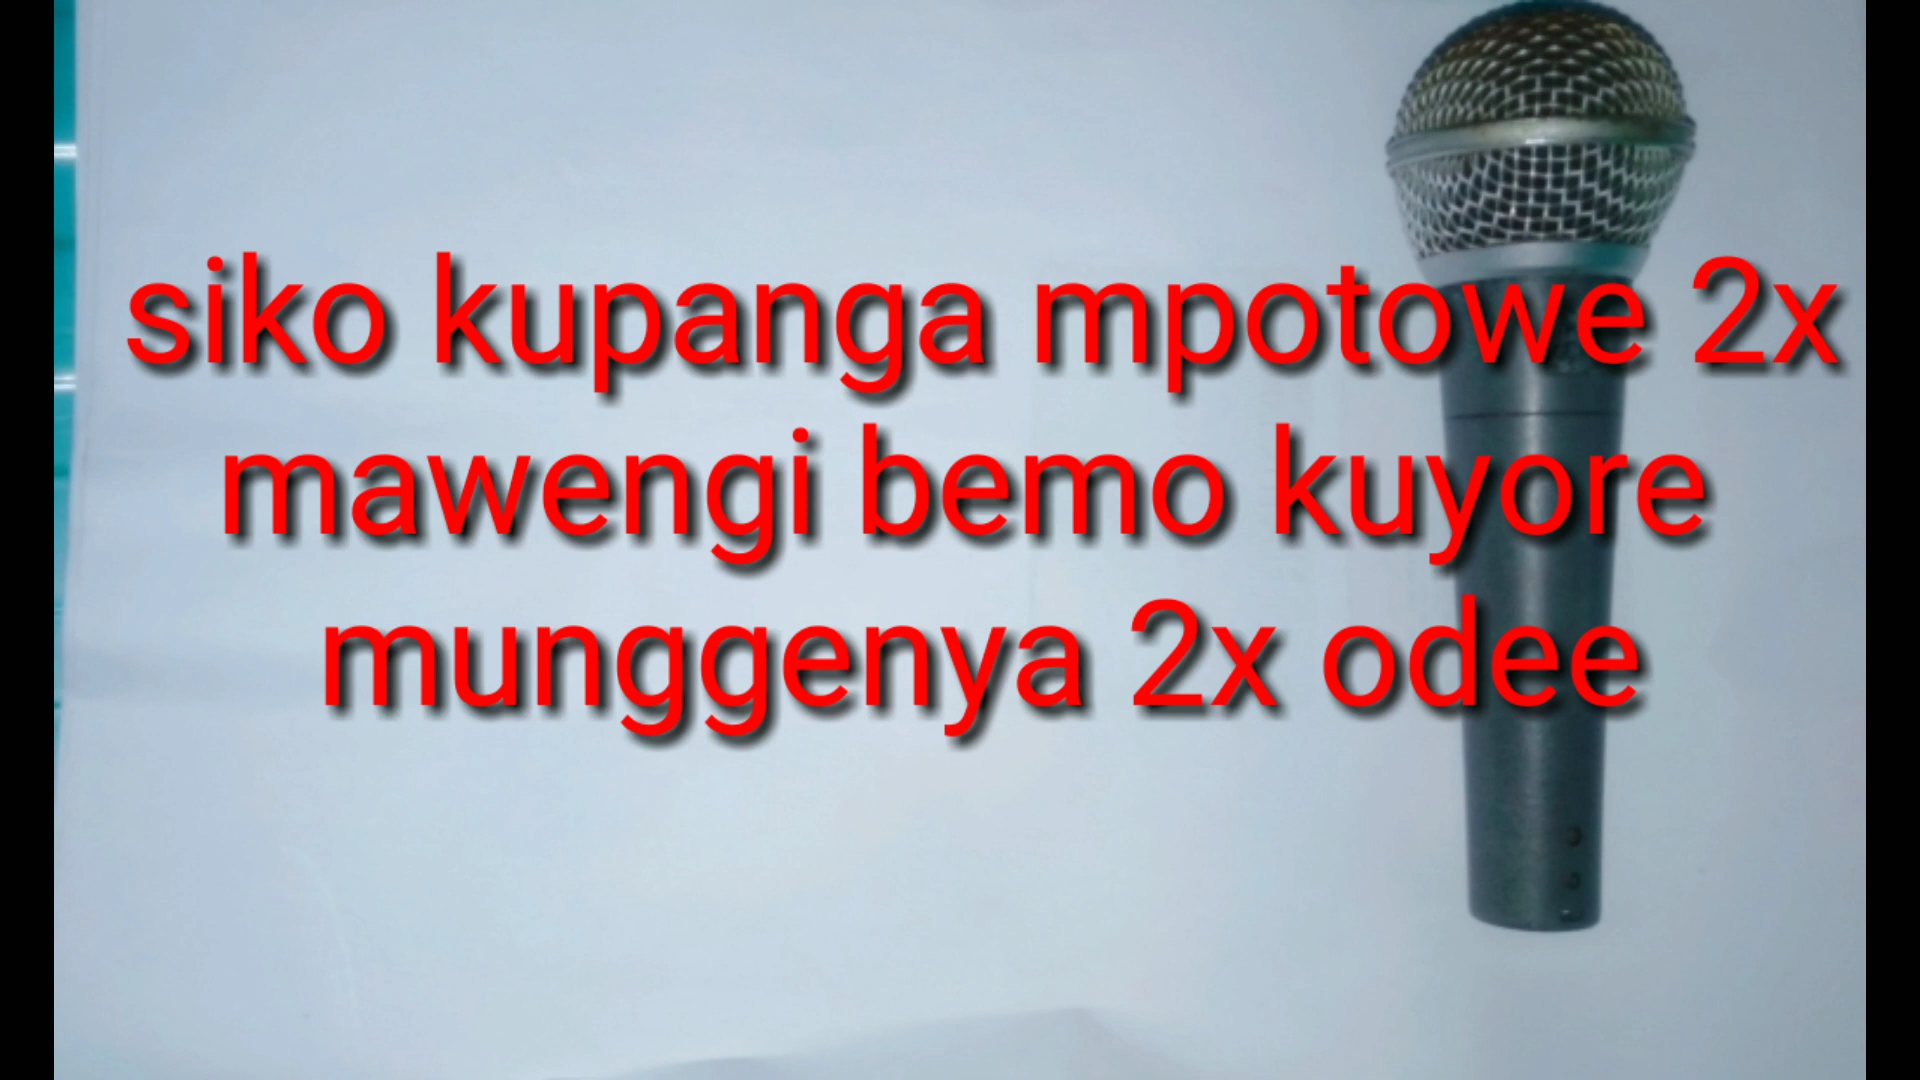 siko kupanga mpotowe 2x
mawengi bemo kuyore
munggenya 2x odee